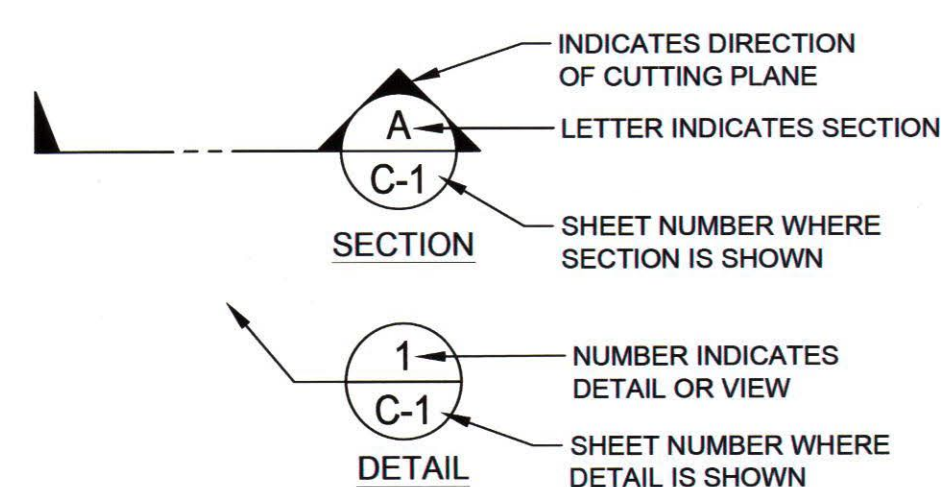 INDICATES DIRECTION
OF CUTTING PLANE
A
LETTER INDICATES SECTION
C-1
SHEET NUMBER WHERE
SECTION IS SHOWN
SECTION
1
NUMBER INDICATES
DETAIL OR VIEW
C-1
SHEET NUMBER WHERE
DETAIL IS SHOWN
DETAIL